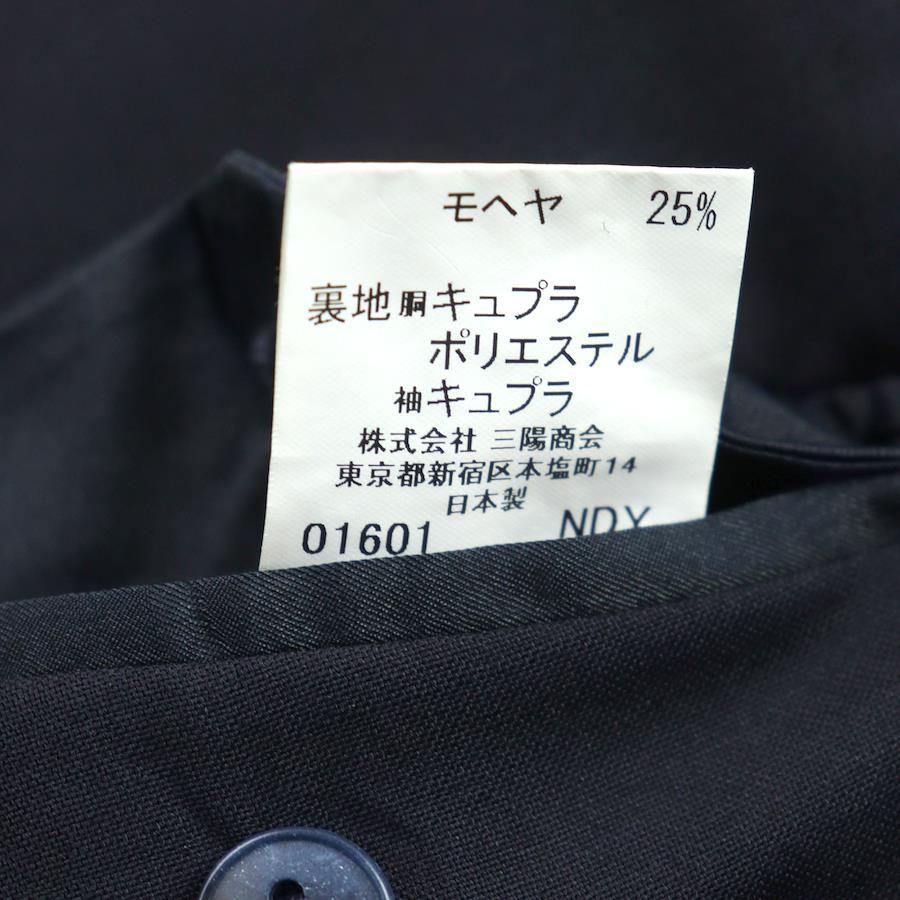 モヘヤ 25%
裏地胴キュプラ
ポリエステル
袖キュプラ
株式会社 三陽商会
東京都新宿区本塩町14
日本製
01601 NDY